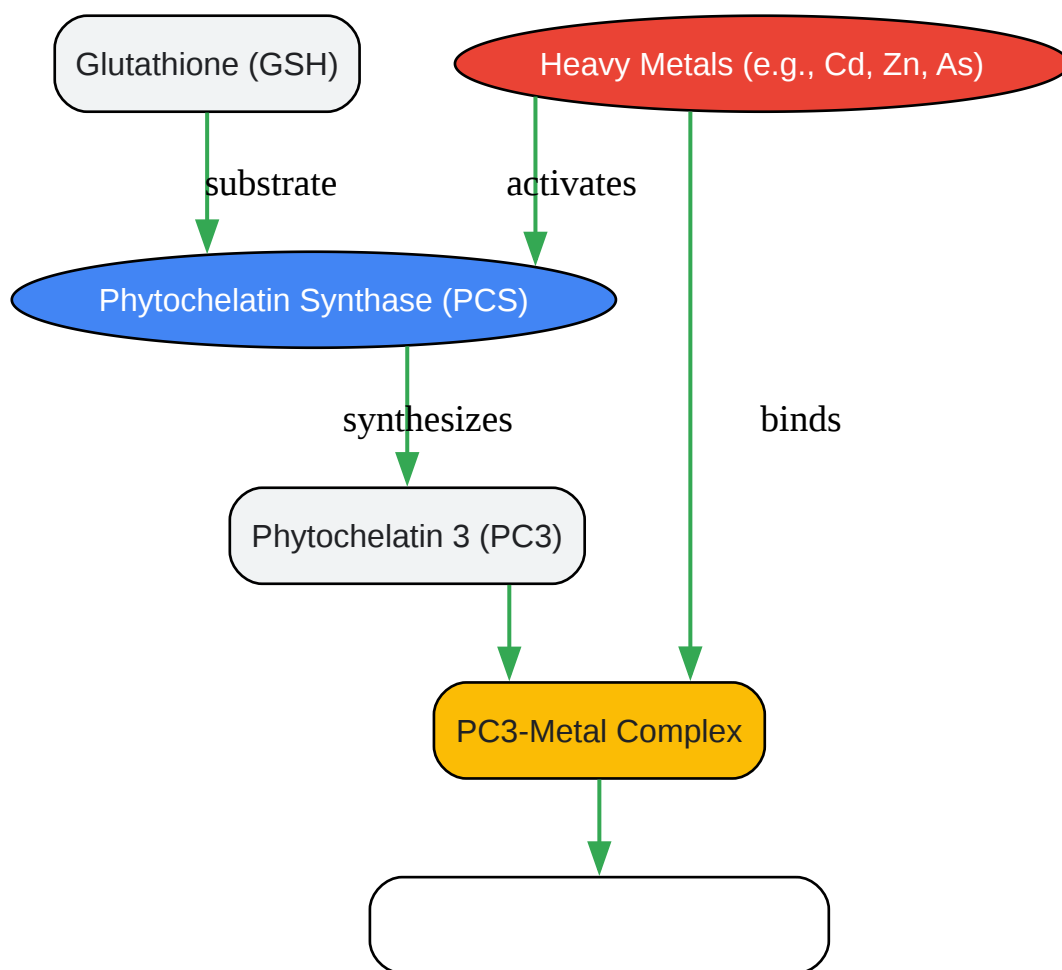 Glutathione (GSH)
Heavy Metals (e.g., Cd, Zn, As)
substrate
activates
Phytochelatin Synthase (PCS)
synthesizes
binds
Phytochelatin 3 (PC3)
PC3-Metal Complex